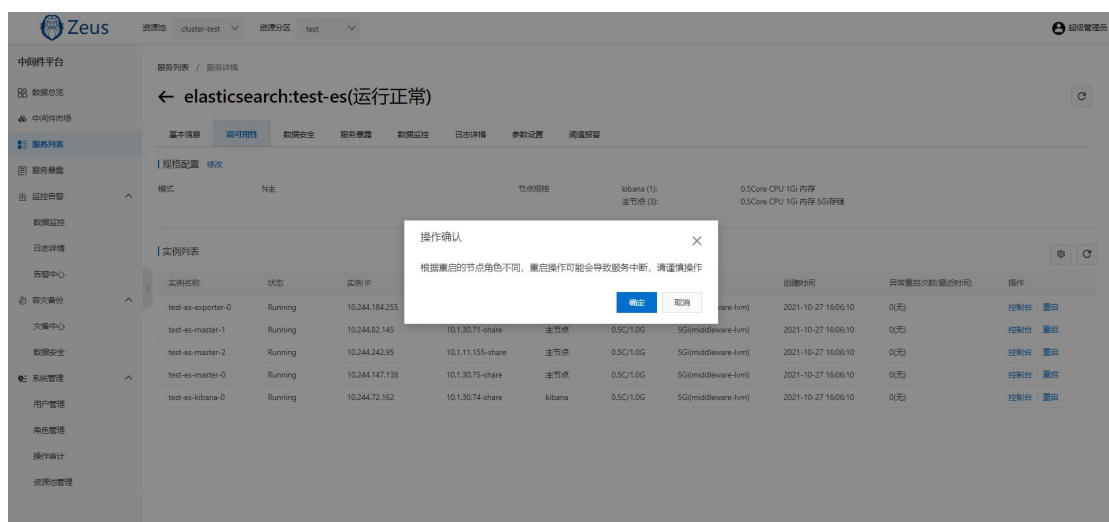 Zeus 资源池 cluster-test 资源分区 test 超级管理员
中间件平台
数据总览
中间件市场
服务列表
服务暴露
监控告警
数据监控
日志详情
告警中心
容灾备份
灾备中心
数据安全
系统管理
用户管理
角色管理
操作审计
资源池管理
服务列表 / 服务详情
← elasticsearch:test-es(运行正常)
基本信息 高可用性 数据安全 服务暴露 数据监控 日志详情 参数设置 阈值报警
规格配置 修改
模式 N主 节点规格 kibana (1): 0.5Core CPU 1Gi 内存
主节点 (3): 0.5Core CPU 1Gi 内存 5Gi存储
操作确认
根据重启的节点角色不同，重启操作可能会导致服务中断，请谨慎操作
确定 取消
实例列表
实例名称 状态 实例 IP 创建时间 异常重启次数(最近时间) 操作
test-es-exporter-0 Running 10.244.184.255 ware-lvm) 2021-10-27 16:06:10 0(无) 控制台 重启
test-es-master-1 Running 10.244.82.145 10.1.30.71-share 主节点 0.5C/1.0G 5Gi(middleware-lvm) 2021-10-27 16:06:10 0(无) 控制台 重启
test-es-master-2 Running 10.244.242.95 10.1.11.155-share 主节点 0.5C/1.0G 5Gi(middleware-lvm) 2021-10-27 16:06:10 0(无) 控制台 重启
test-es-master-0 Running 10.244.147.138 10.1.30.75-share 主节点 0.5C/1.0G 5Gi(middleware-lvm) 2021-10-27 16:06:10 0(无) 控制台 重启
test-es-kibana-0 Running 10.244.72.162 10.1.30.74-share kibana 0.5C/1.0G 5Gi(middleware-lvm) 2021-10-27 16:06:10 0(无) 控制台 重启